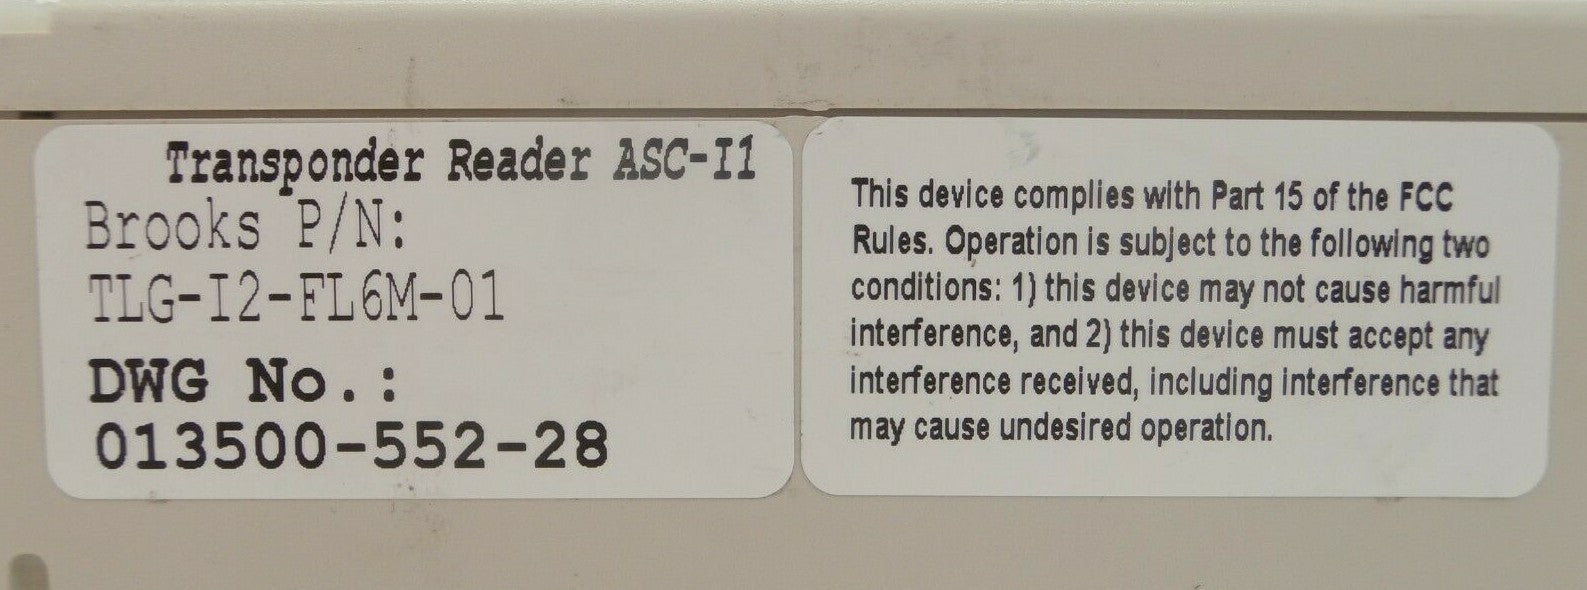 Transponder Reader ASC-I1
Brooks P/N:
TLG-I2-FL6M-01
DWG No.:
013500-552-28
This device complies with Part 15 of the FCC
Rules. Operation is subject to the following two
conditions: 1) this device may not cause harmful
interference, and 2) this device must accept any
interference received, including interference that
may cause undesired operation.